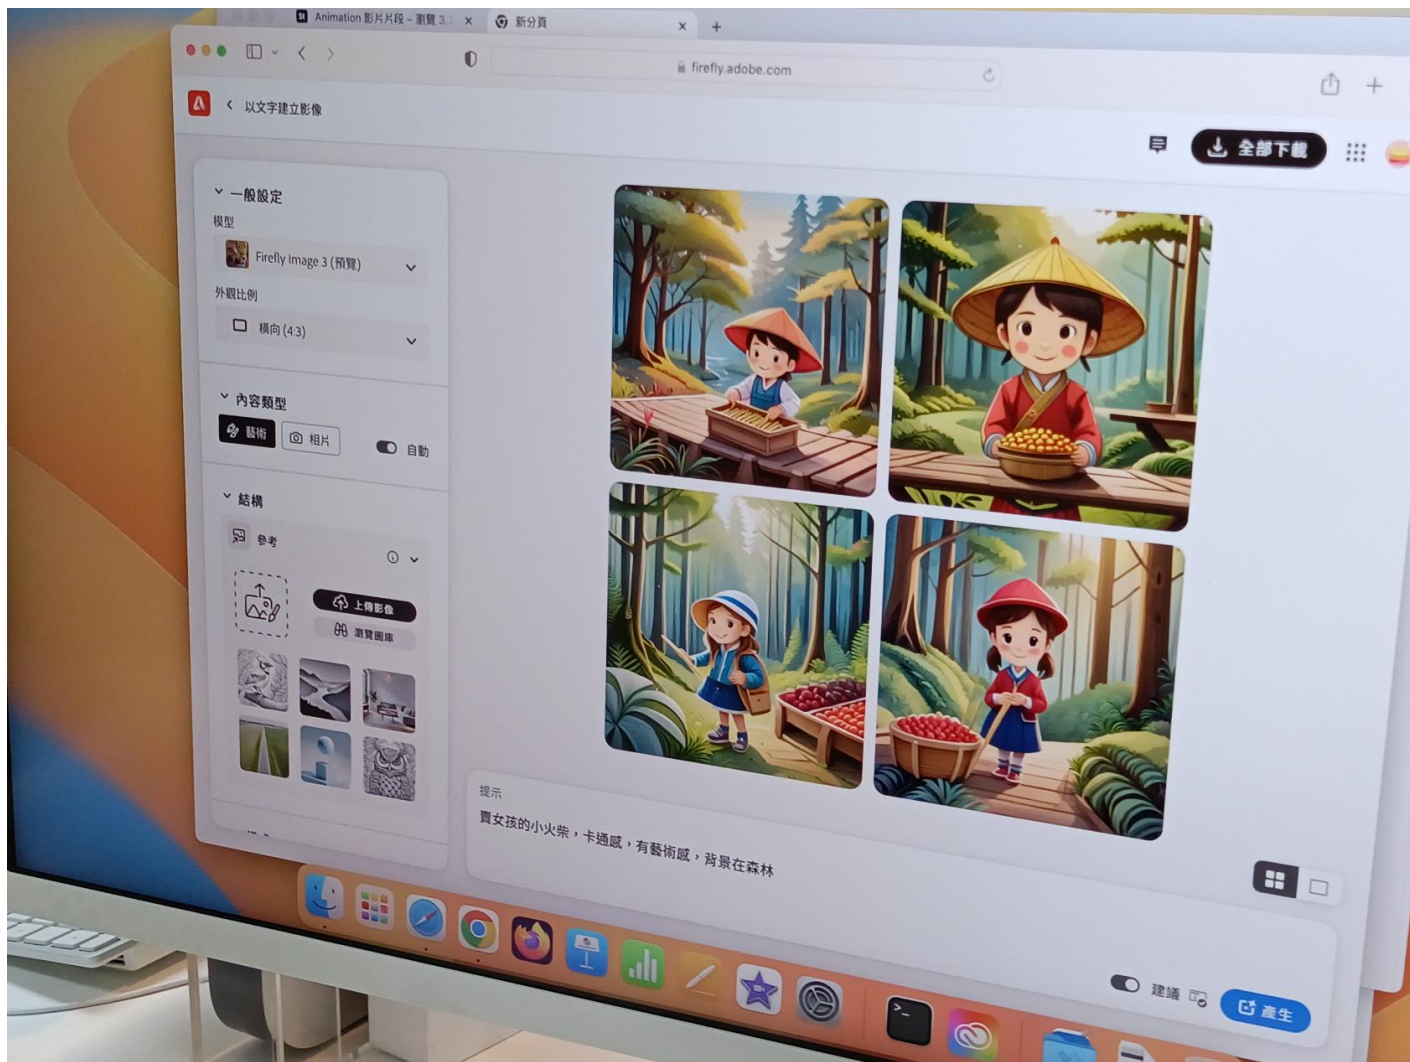 Animation 影片片段 – 瀏覽 3,
新分頁
firefly.adobe.com
以文字建立影像
全部下載
一般設定
模型
Firefly Image 3 (預覽)
外觀比例
橫向 (4:3)
內容類型
藝術
相片
自動
結構
參考
上傳影像
瀏覽圖庫
提示
賣女孩的小火柴，卡通感，有藝術感，背景在森林
建議
產生